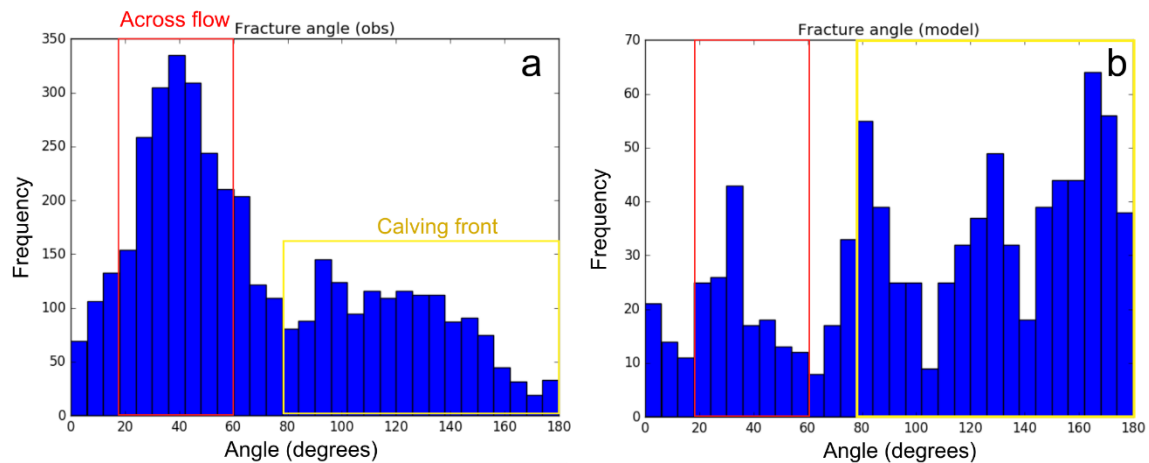 Across flow
Fracture angle (obs)
a
Calving front
350
300
250
200
150
100
50
0
Frequency
0 20 40 60 80 100 120 140 160 180
Angle (degrees)
Fracture angle (model)
b
70
60
50
40
30
20
10
0
Frequency
0 20 40 60 80 100 120 140 160 180
Angle (degrees)